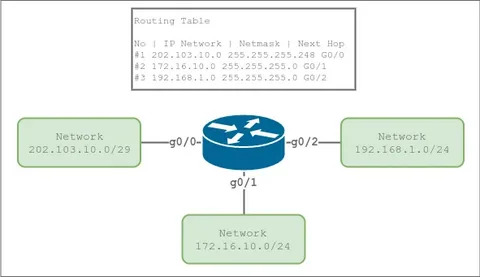 Routing Table
No | IP Network | Netmask | Next Hop
#1 202.103.10.0 255.255.255.248 G0/0
#2 172.16.10.0 255.255.255.0 G0/1
#3 192.168.1.0 255.255.255.0 G0/2
Network
202.103.10.0/29
g0/0
g0/2
Network
192.168.1.0/24
g0/1
Network
172.16.10.0/24